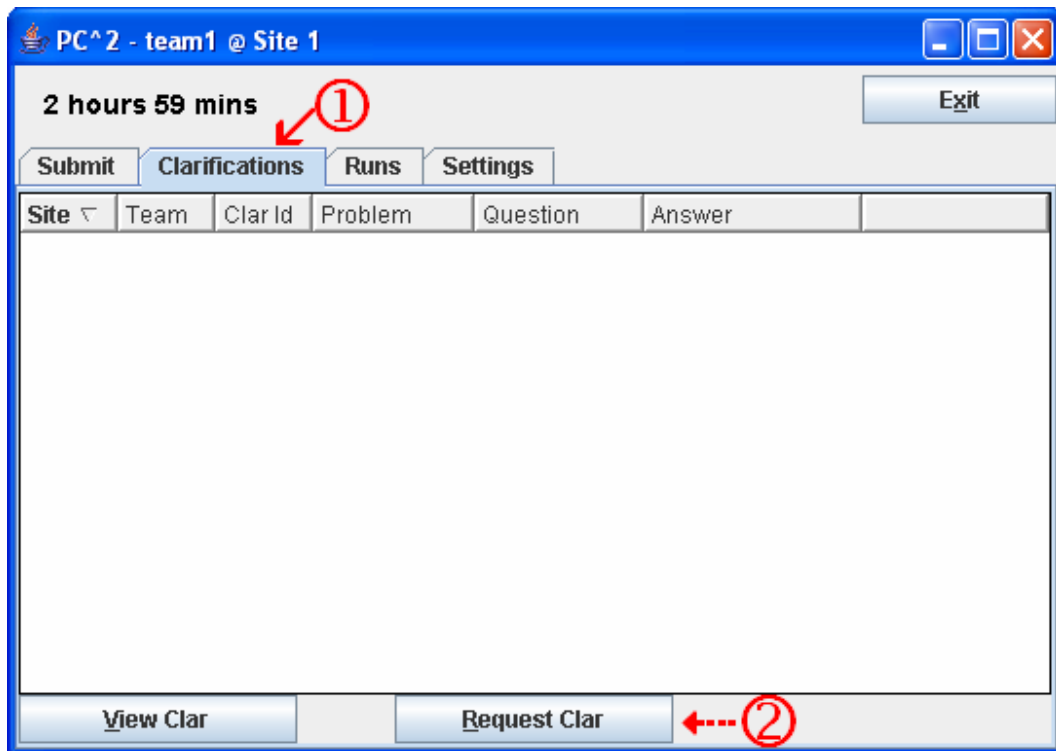 PC^2 - team1 @ Site 1
2 hours 59 mins ① Exit
Submit Clarifications Runs Settings
Site Team Clar Id Problem Question Answer
View Clar Request Clar ②